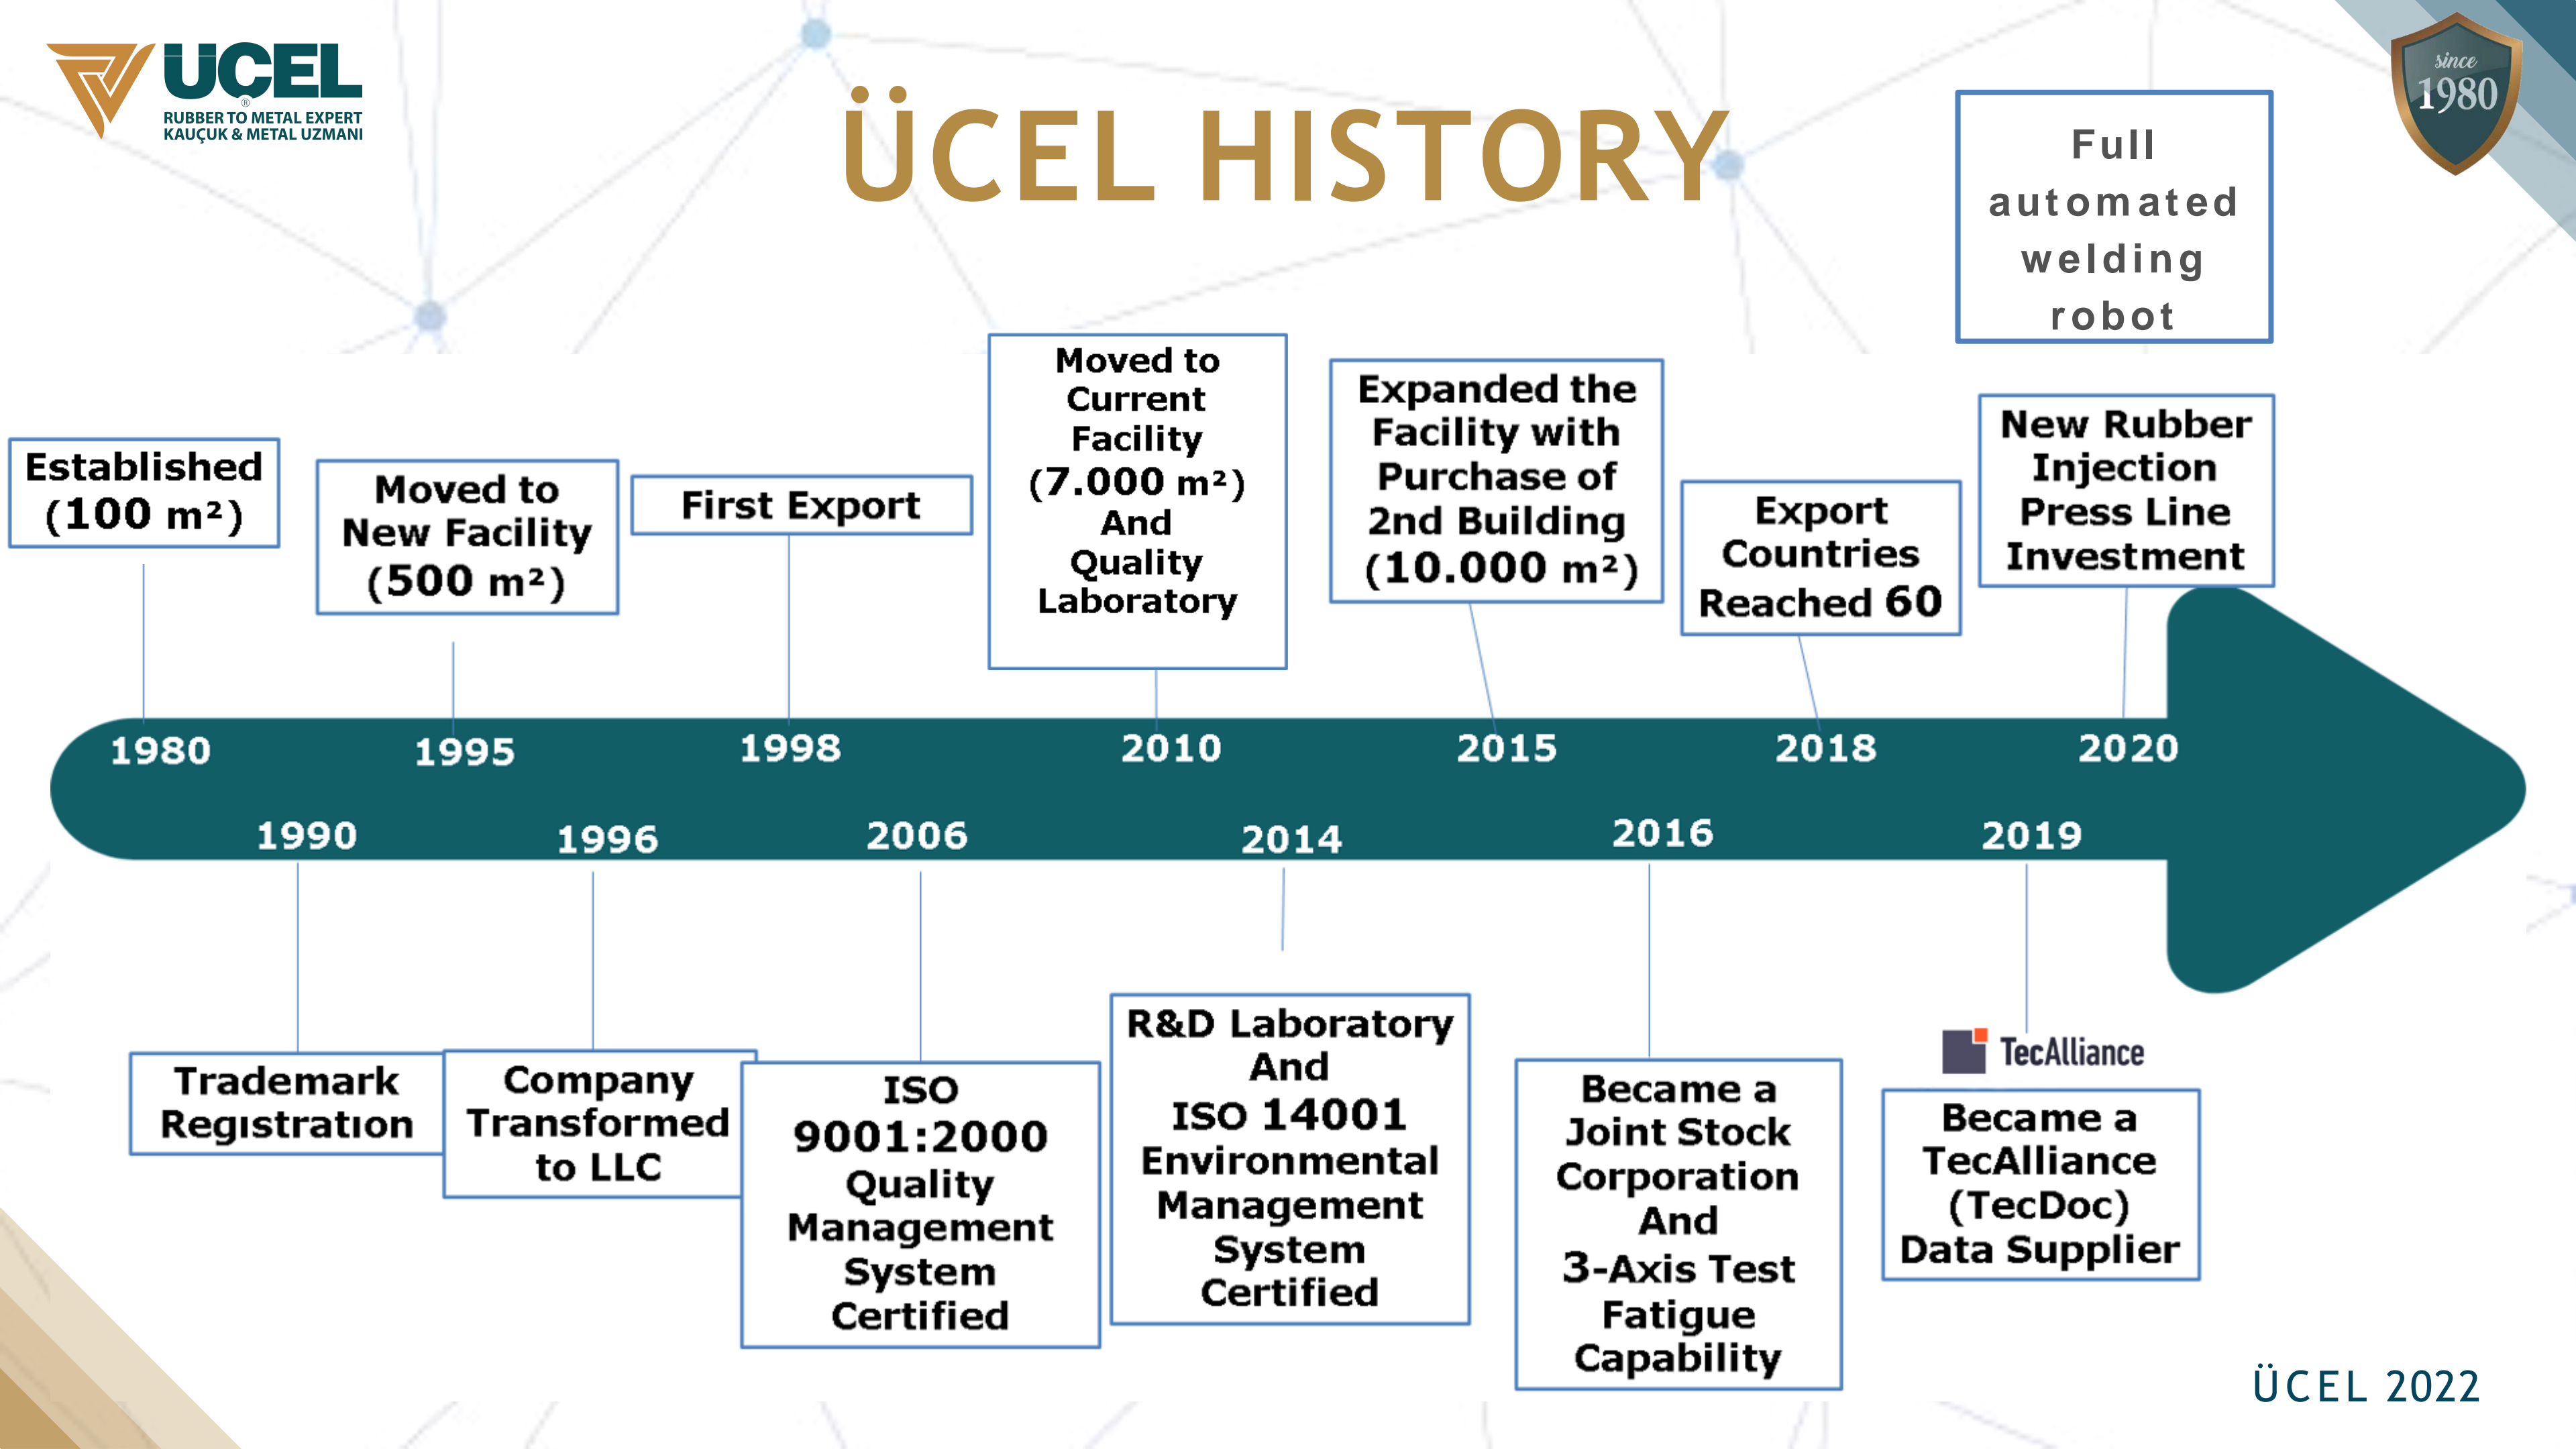 ÜCEL
®
RUBBER TO METAL EXPERT
KAUÇUK & METAL UZMANI
ÜCEL HISTORY
since
1980
Full
automated
welding
robot
Established
(100 m²)
Moved to
New Facility
(500 m²)
First Export
Moved to
Current
Facility
(7.000 m²)
And
Quality
Laboratory
Expanded the
Facility with
Purchase of
2nd Building
(10.000 m²)
Export
Countries
Reached 60
New Rubber
Injection
Press Line
Investment
1980
1995
1998
2010
2015
2018
2020
1990
1996
2006
2014
2016
2019
Trademark
Regıstratıon
Company
Transformed
to LLC
ISO
9001:2000
Quality
Management
System
Certified
R&D Laboratory
And
ISO 14001
Environmental
Management
System
Certified
Became a
Joint Stock
Corporation
And
3-Axis Test
Fatigue
Capability
TecAlliance
Became a
TecAlliance
(TecDoc)
Data Supplier
ÜCEL 2022